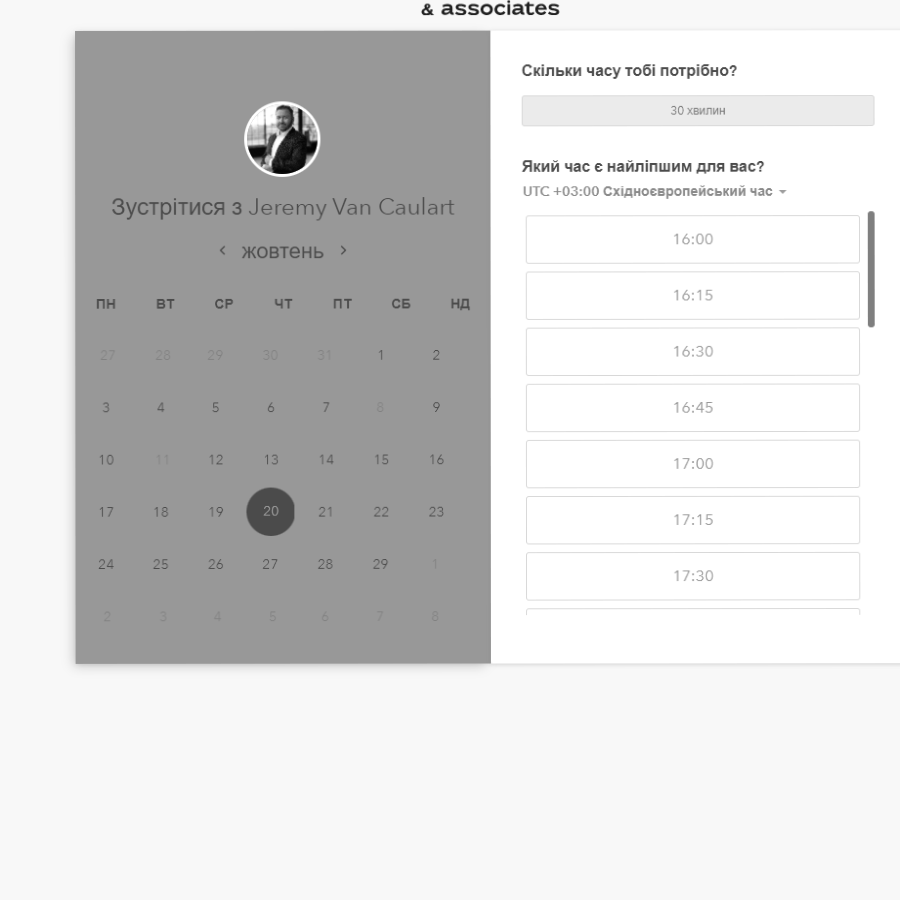 & associates
Зустрітися з Jeremy Van Caulart
жовтень
ПН ВТ СР ЧТ ПТ СБ НД
27 28 29 30 31 1 2
3 4 5 6 7 8 9
10 11 12 13 14 15 16
17 18 19 20 21 22 23
24 25 26 27 28 29 1
2 3 4 5 6 7 8
Скільки часу тобі потрібно?
30 хвилин
Який час є найліпшим для вас?
UTC +03:00 Східноєвропейський час
16:00
16:15
16:30
16:45
17:00
17:15
17:30